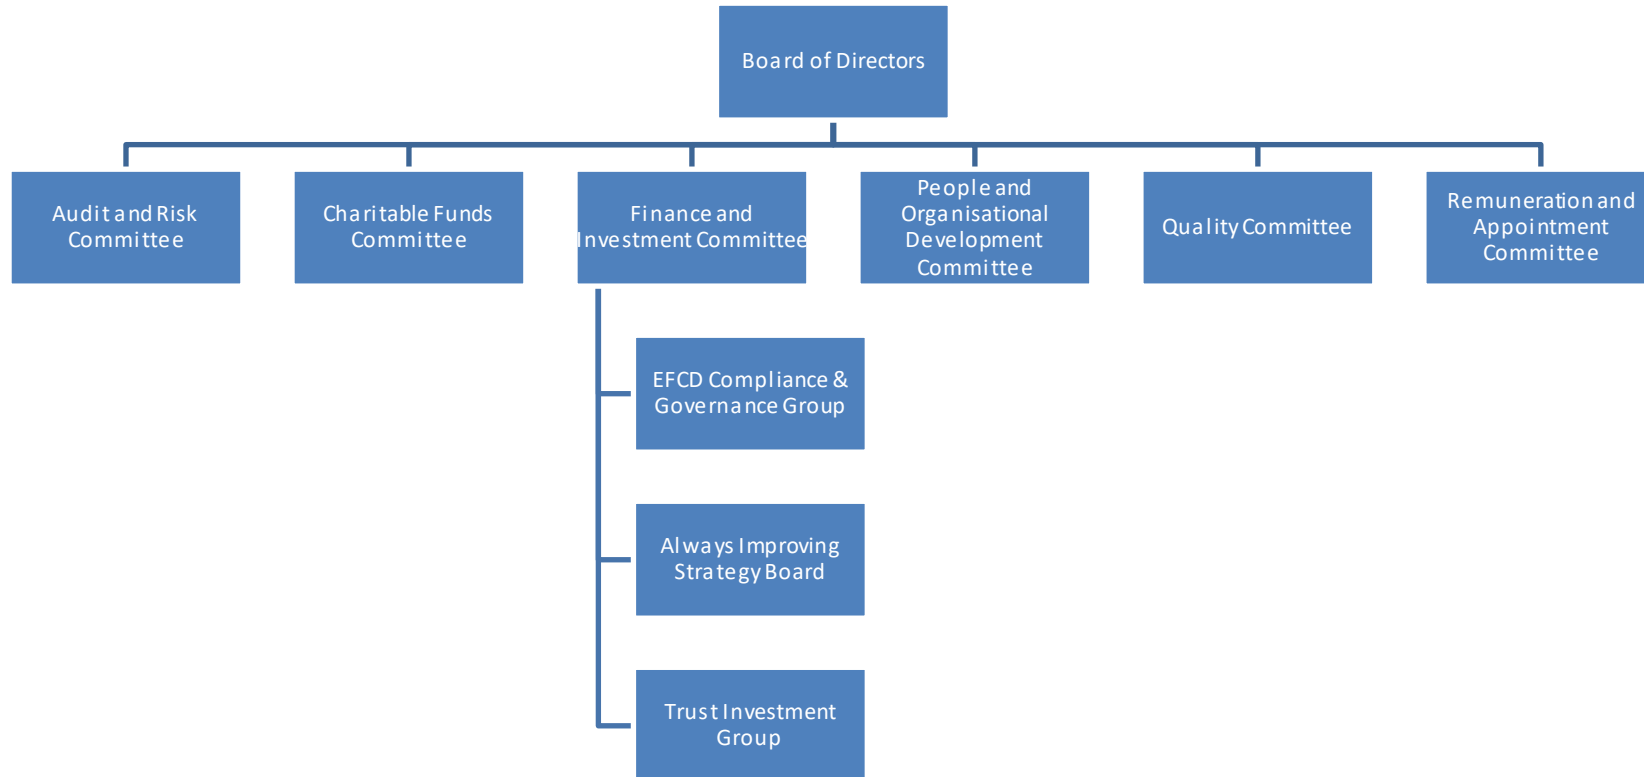 Board of Directors
Audit and Risk
Committee
Charitable Funds
Committee
Finance and
Investment Committee
People and
Organisational
Development
Committee
Quality Committee
Remuneration and
Appointment
Committee
EFCD Compliance &
Governance Group
Always Improving
Strategy Board
Trust Investment
Group